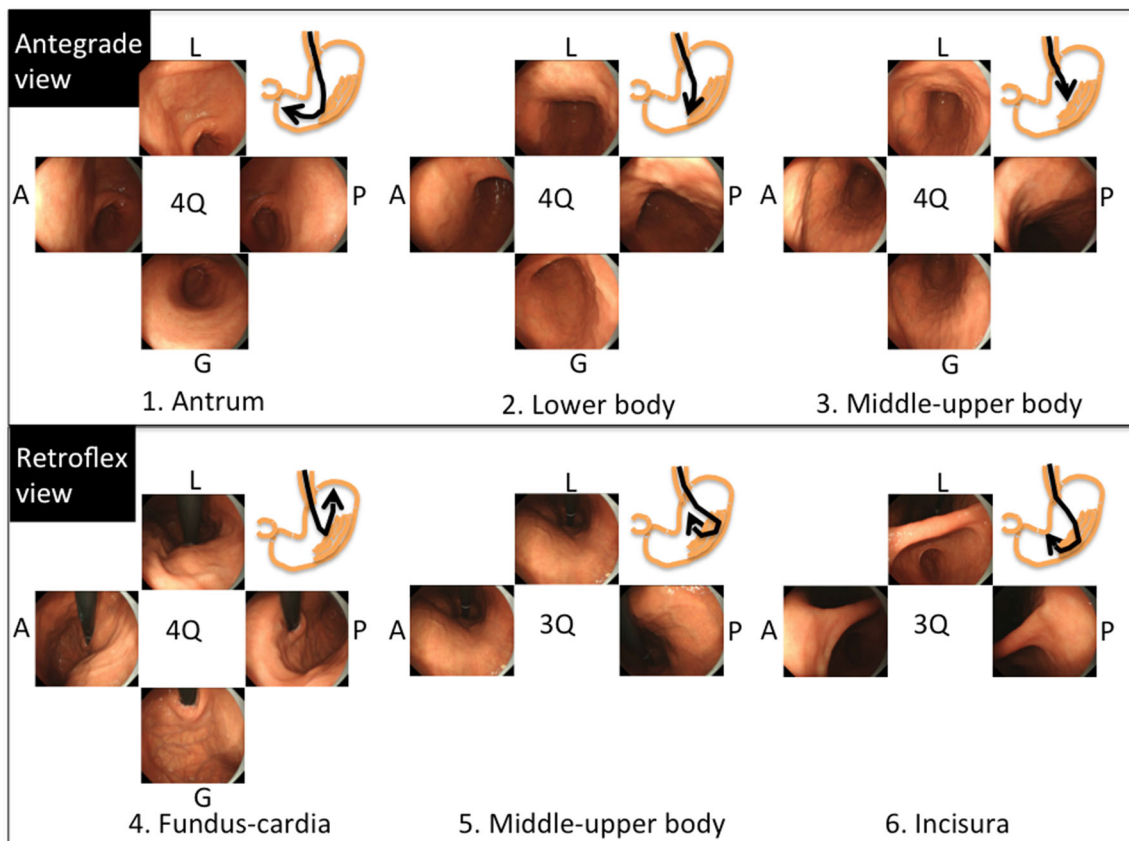 Antegrade
view
L
A
4Q
P
G
1. Antrum
L
A
4Q
P
G
2. Lower body
L
A
4Q
P
G
3. Middle-upper body
Retroflex
view
L
A
4Q
P
G
4. Fundus-cardia
L
A
3Q
P
5. Middle-upper body
L
A
3Q
P
6. Incisura